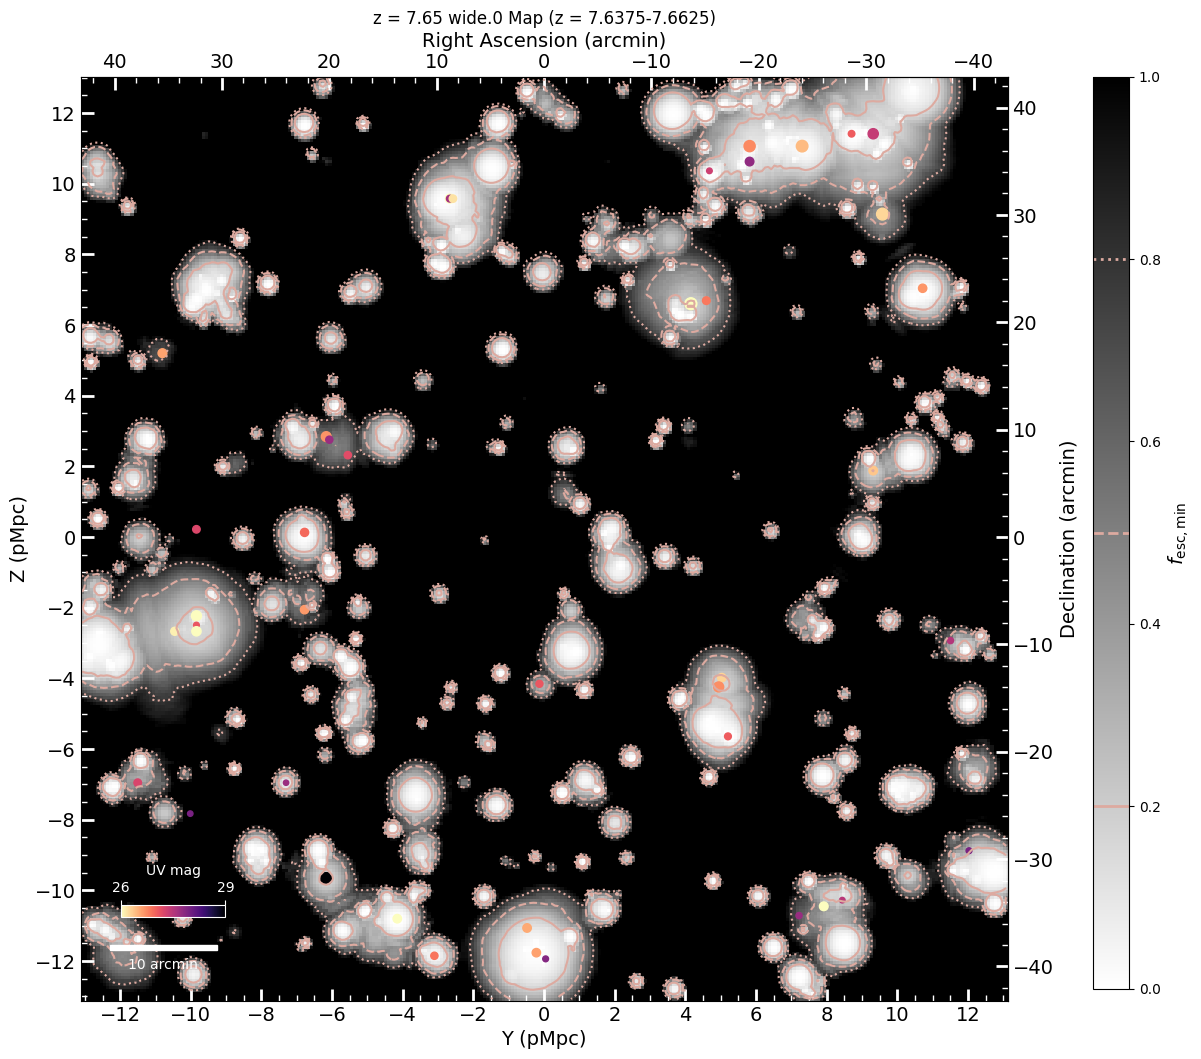 z = 7.65 wide.0 Map (z = 7.6375-7.6625)
Right Ascension (arcmin)
40 30 20 10 0 −10 −20 −30 −40
12
10
8
6
4
2
0
−2
−4
−6
−8
−10
−12
Z (pMpc)
40
30
20
10
0
−10
−20
−30
−40
Declination (arcmin)
UV mag
26 29
10 arcmin
−12 −10 −8 −6 −4 −2 0 2 4 6 8 10 12
Y (pMpc)
1.0
0.8
0.6
0.4
0.2
0.0
fesc, min